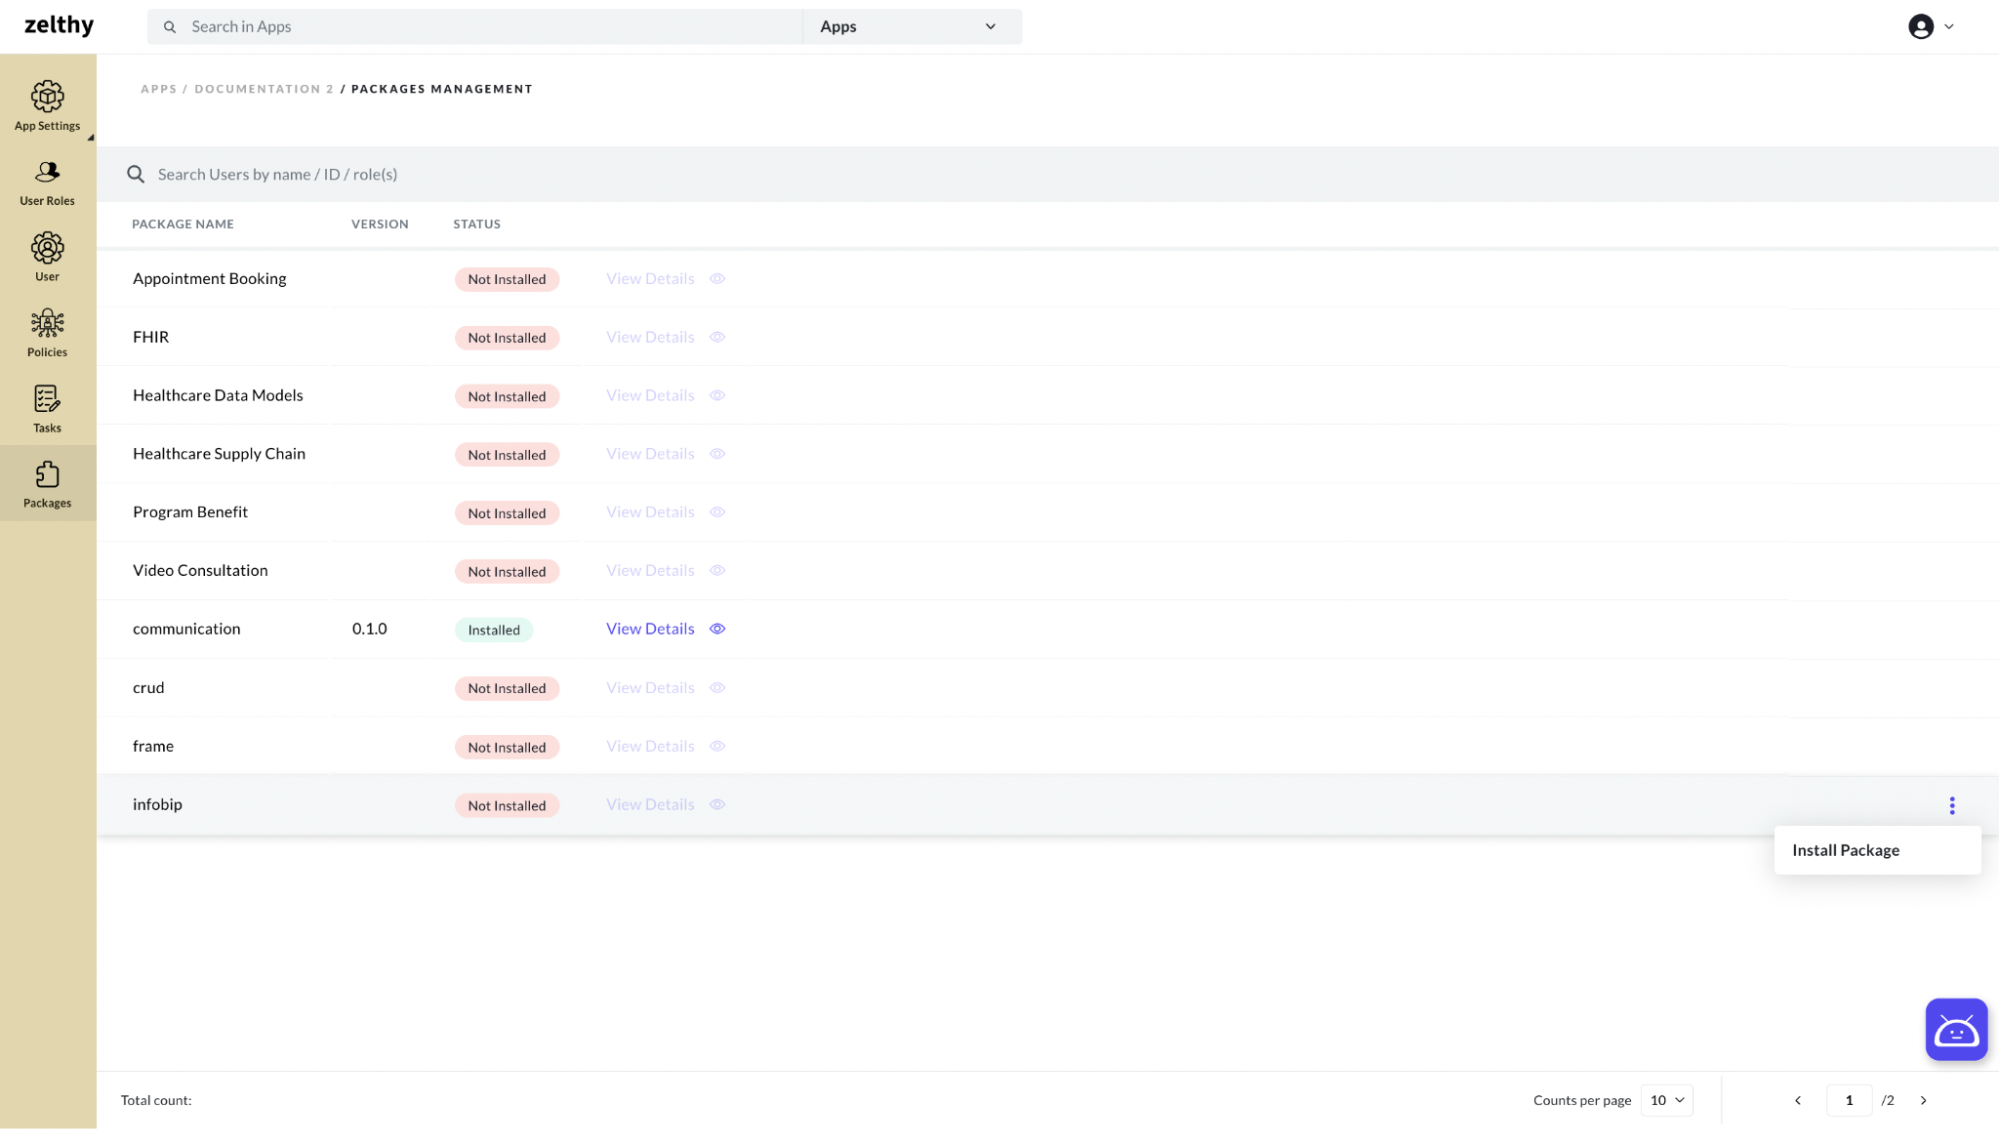 zelthy
Search in Apps
Apps
APPS / DOCUMENTATION 2 / PACKAGES MANAGEMENT
App Settings
User Roles
User
Policies
Tasks
Packages
Search Users by name / ID / role(s)
PACKAGE NAME VERSION STATUS
Appointment Booking Not Installed View Details
FHIR Not Installed View Details
Healthcare Data Models Not Installed View Details
Healthcare Supply Chain Not Installed View Details
Program Benefit Not Installed View Details
Video Consultation Not Installed View Details
communication 0.1.0 Installed View Details
crud Not Installed View Details
frame Not Installed View Details
infobip Not Installed View Details
Install Package
Total count:
Counts per page 10
1 /2